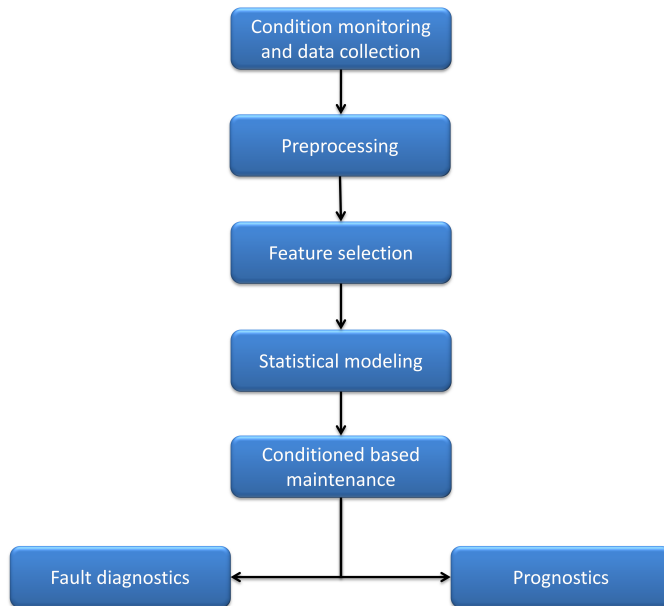 Condition monitoring
and data collection
Preprocessing
Feature selection
Statistical modeling
Conditioned based
maintenance
Fault diagnostics
Prognostics